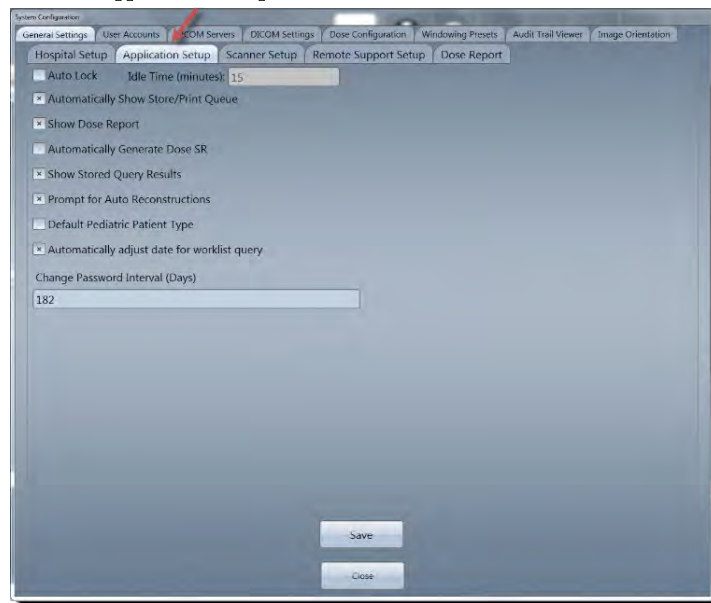 System Configuration
General Settings User Accounts DICOM Servers DICOM Settings Dose Configuration Windowing Presets Audit Trail Viewer Image Orientation
Hospital Setup Application Setup Scanner Setup Remote Support Setup Dose Report
Auto Lock Idle Time (minutes): 15
Automatically Show Store/Print Queue
Show Dose Report
Automatically Generate Dose SR
Show Stored Query Results
Prompt for Auto Reconstructions
Default Pediatric Patient Type
Automatically adjust date for worklist query
Change Password Interval (Days)
182
Save
Close